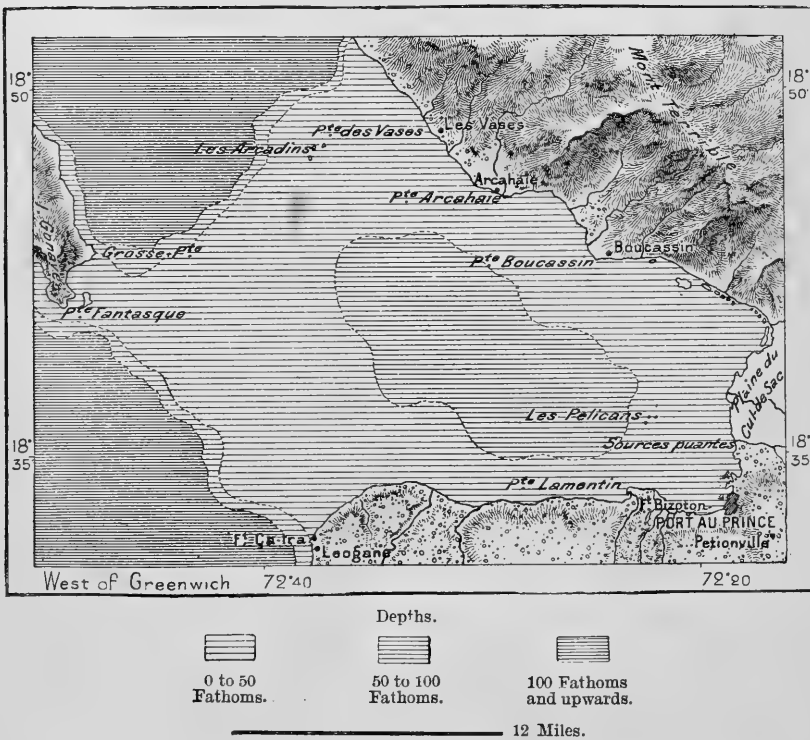 Mont Terrible
18°
50'
18°
50'
Pte des Vases
Les Vases
Les Arcadins
Arcahaie
Pte Arcahaie
I. Gonaives
Grosse Pte
Boucassin
Pte Boucassin
Pte Fantasque
Plaine du
Cul-de-Sac
Les Pelicans
Sources puantes
18°
35'
18°
35
Pte Lamentin
Ft Bizoton
PORT AU PRINCE
Petionville
Ft Ca Ira
Leogane
West of Greenwich
72°40
72°20
Depths.
0 to 50
Fathoms.
50 to 100
Fathoms.
100 Fathoms
and upwards.
12 Miles.